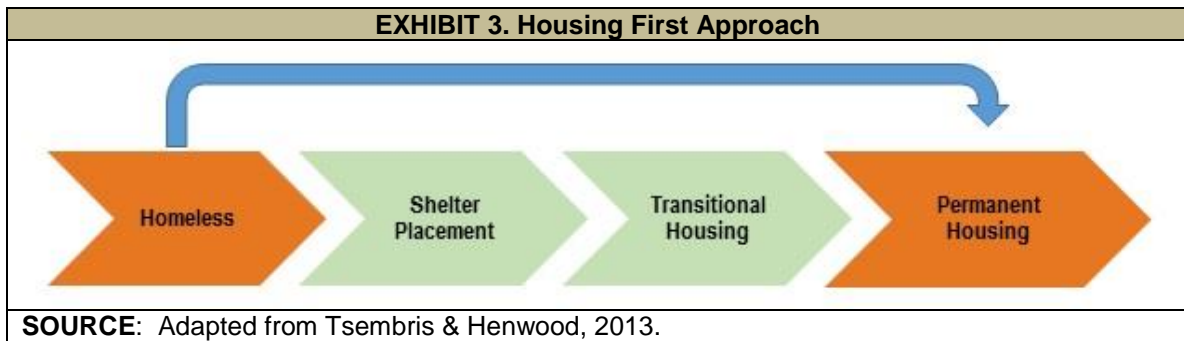 EXHIBIT 3. Housing First Approach
Homeless
Shelter
Placement
Transitional
Housing
Permanent
Housing
SOURCE: Adapted from Tsembris & Henwood, 2013.